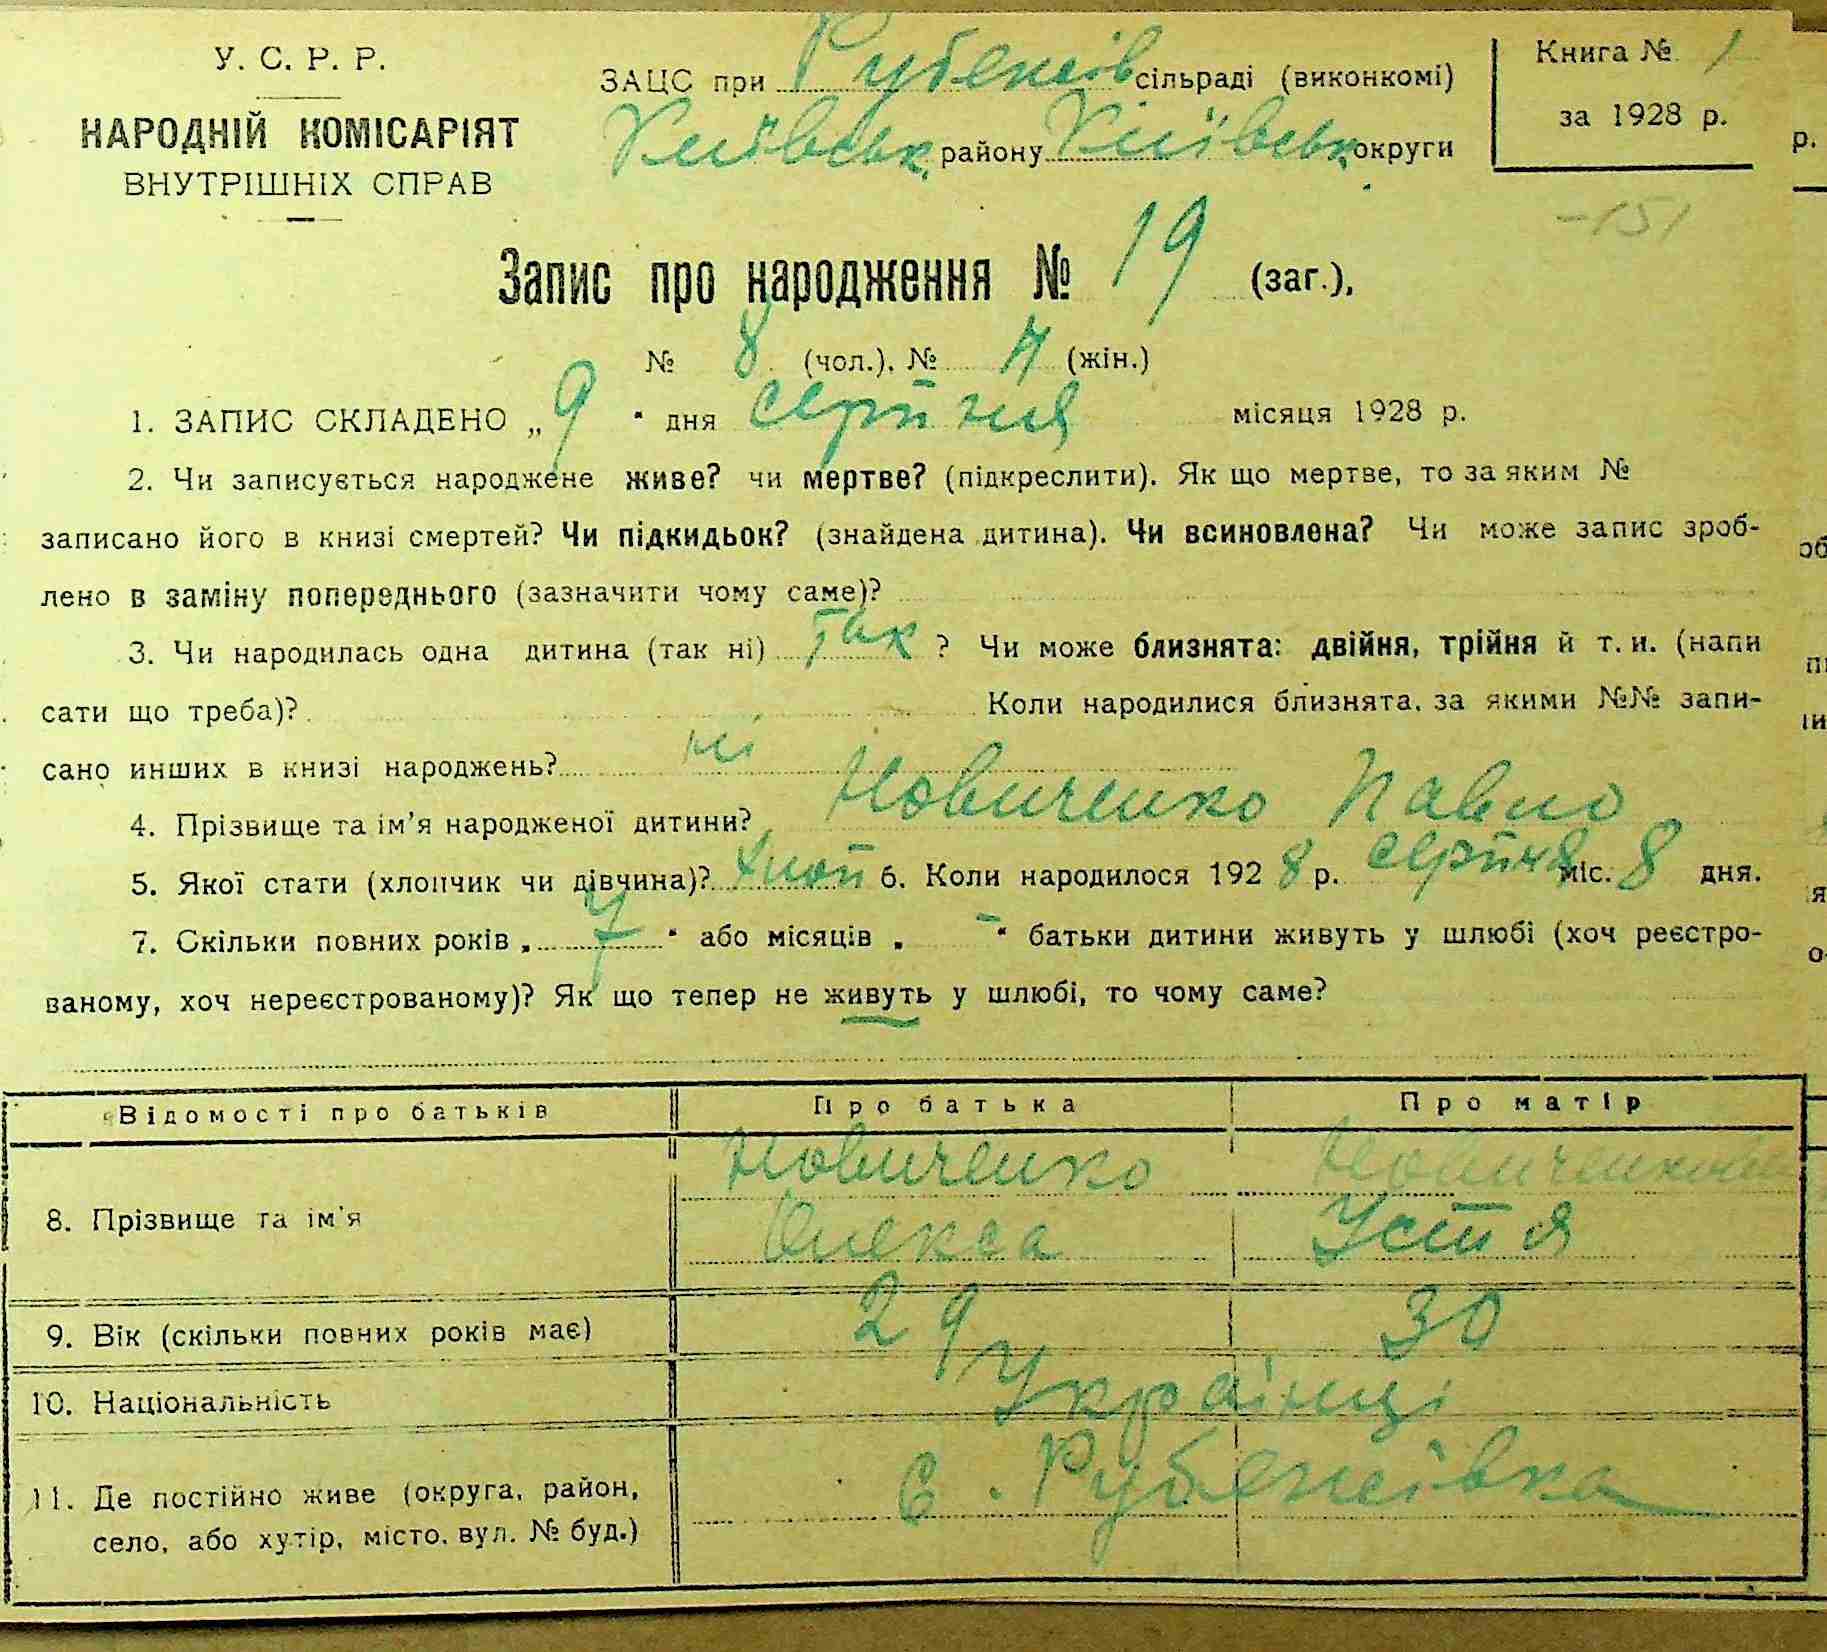 У. С. Р. Р.
НАРОДНІЙ КОМІСАРІЯТ
ВНУТРІШНІХ СПРАВ
ЗАЦС при Рубежів сільраді (виконкомі)
Київськ. району Київськ. округи
Книга № 1
за 1928 р.
-151
Запис про народження № 19 (заг.),
№ 8 (чол.). № (жін.)
1. ЗАПИС СКЛАДЕНО „ 9 " дня серпня місяця 1928 р.
2. Чи записується народжене живе? чи мертве? (підкреслити). Як що мертве, то за яким №
записано його в книзі смертей? Чи підкидьок? (знайдена дитина). Чи всиновлена? Чи може запис зроб-
лено в заміну попереднього (зазначити чому саме)?
3. Чи народилась одна дитина (так ні) так ? Чи може близнята: двійня, трійня й т. и. (напи
сати що треба)? Коли народилися близнята. за якими №№ запи-
сано инших в книзі народжень? ні
4. Прізвище та ім'я народженої дитини? Новиченко Павло
5. Якої стати (хлопчик чи дівчина)? хлоп 6. Коли народилося 1928 р. серпня міс. 8 дня.
7. Скільки повних років „ 7 " або місяців „ - " батьки дитини живуть у шлюбі (хоч реєстро-
ваному, хоч нереєстрованому)? Як що тепер не живуть у шлюбі, то чому саме?
Відомості про батьків Про батька Про матір
Новиченко Новиченкова
8. Прізвище та ім'я Олекса Устя
9. Вік (скільки повних років має) 29 30
10. Національність Українці
11. Де постійно живе (округа, район, с. Рубежівка
село, або хутір, місто, вул. № буд.)